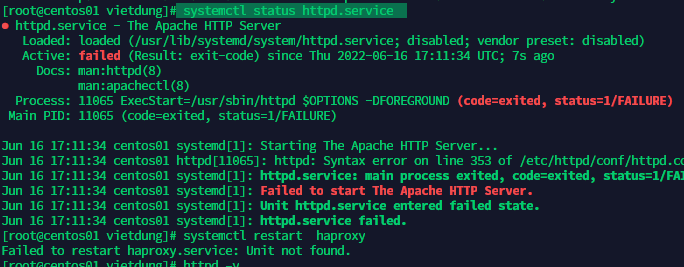 [root@centos01 vietdung]# systemctl status httpd.service
● httpd.service - The Apache HTTP Server
Loaded: loaded (/usr/lib/systemd/system/httpd.service; disabled; vendor preset: disabled)
Active: failed (Result: exit-code) since Thu 2022-06-16 17:11:34 UTC; 7s ago
Docs: man:httpd(8)
man:apachectl(8)
Process: 11065 ExecStart=/usr/sbin/httpd $OPTIONS -DFOREGROUND (code=exited, status=1/FAILURE)
Main PID: 11065 (code=exited, status=1/FAILURE)
Jun 16 17:11:34 centos01 systemd[1]: Starting The Apache HTTP Server...
Jun 16 17:11:34 centos01 httpd[11065]: httpd: Syntax error on line 353 of /etc/httpd/conf/httpd.co
Jun 16 17:11:34 centos01 systemd[1]: httpd.service: main process exited, code=exited, status=1/FA
Jun 16 17:11:34 centos01 systemd[1]: Failed to start The Apache HTTP Server.
Jun 16 17:11:34 centos01 systemd[1]: Unit httpd.service entered failed state.
Jun 16 17:11:34 centos01 systemd[1]: httpd.service failed.
[root@centos01 vietdung]# systemctl restart haproxy
Failed to restart haproxy.service: Unit not found.
[root@centos01 vietdung]# httpd -v